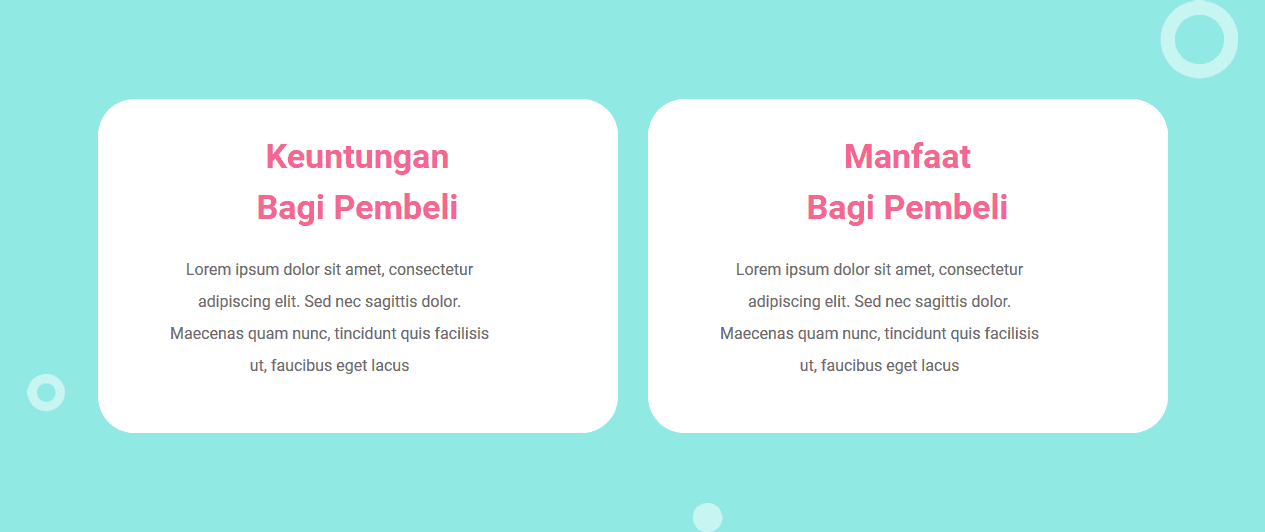 Keuntungan
Bagi Pembeli
Lorem ipsum dolor sit amet, consectetur
adipiscing elit. Sed nec sagittis dolor.
Maecenas quam nunc, tincidunt quis facilisis
ut, faucibus eget lacus
Manfaat
Bagi Pembeli
Lorem ipsum dolor sit amet, consectetur
adipiscing elit. Sed nec sagittis dolor.
Maecenas quam nunc, tincidunt quis facilisis
ut, faucibus eget lacus